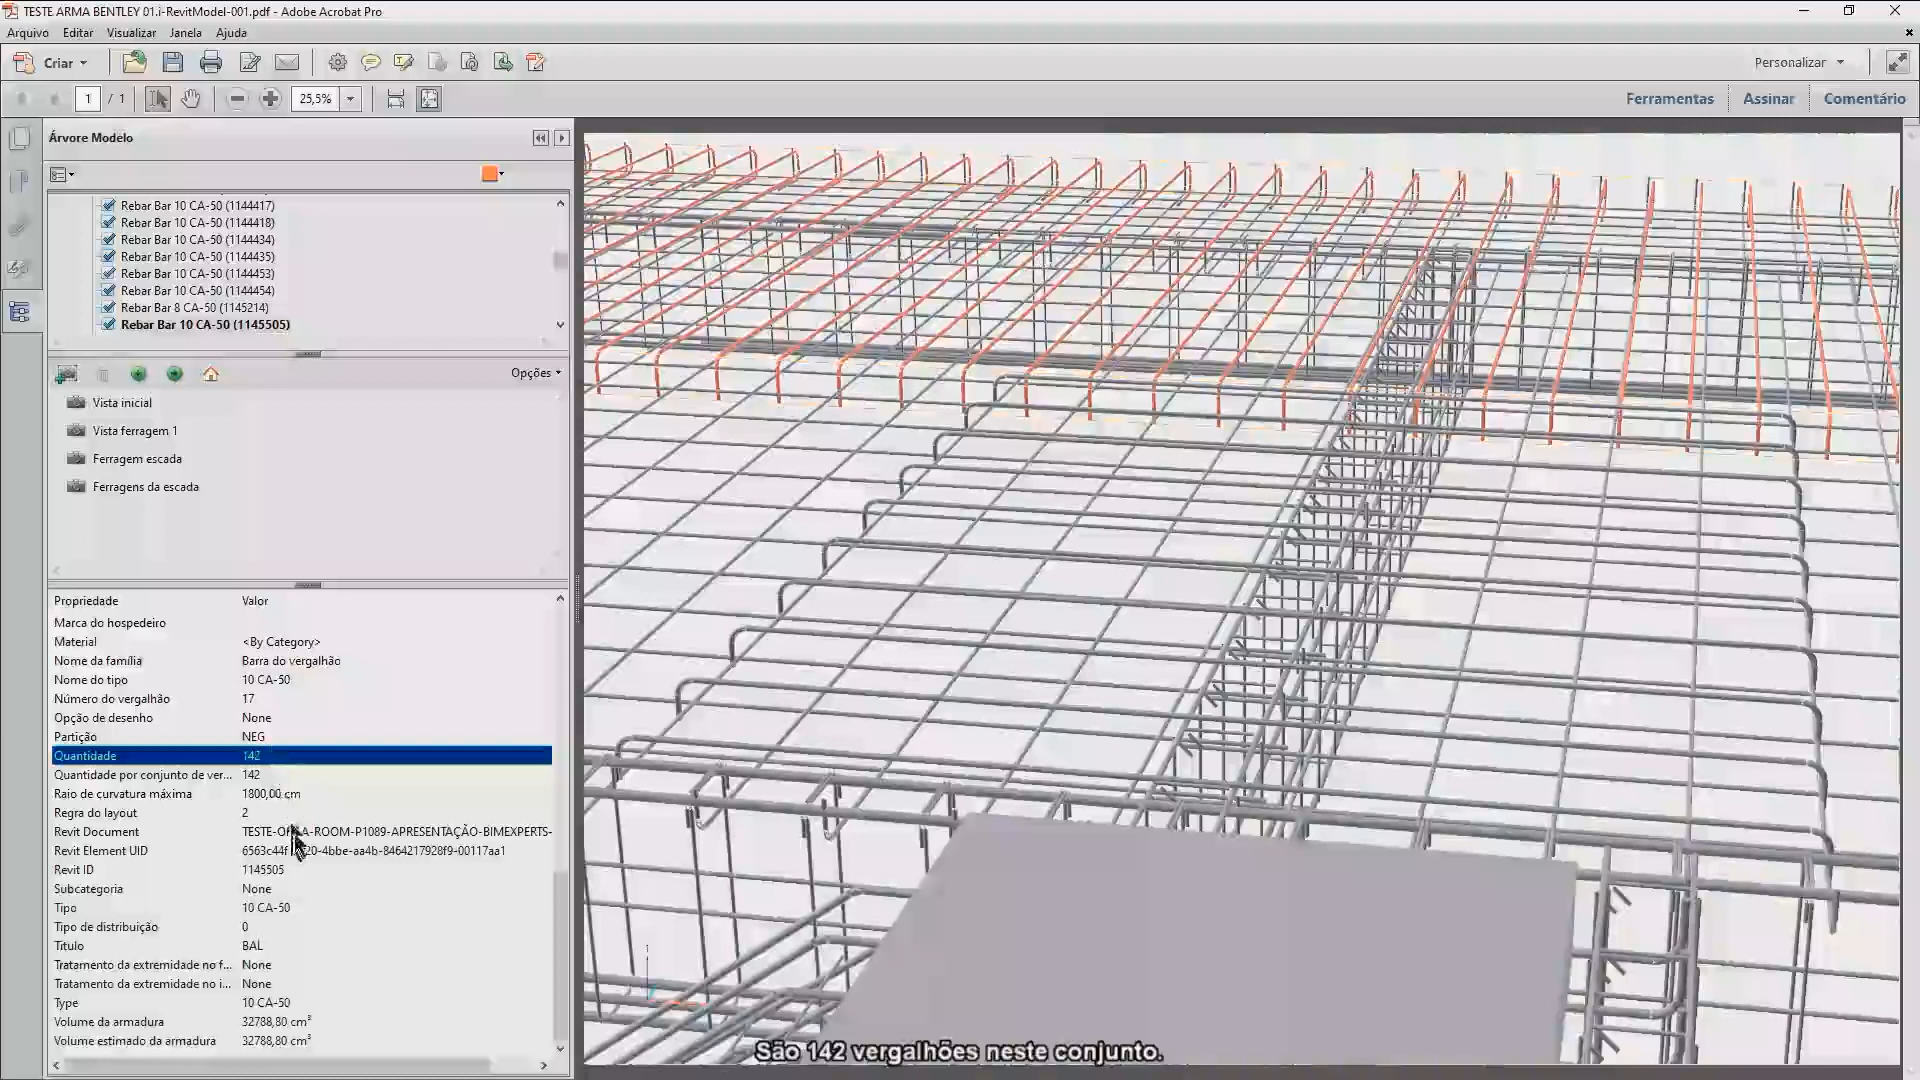 TESTE ARMA BENTLEY 01.i-RevitModel-001.pdf - Adobe Acrobat Pro
Arquivo Editar Visualizar Janela Ajuda
Criar
Personalizar
1 / 1
25,5%
Ferramentas Assinar Comentário
Árvore Modelo
Rebar Bar 10 CA-50 (1144417)
Rebar Bar 10 CA-50 (1144418)
Rebar Bar 10 CA-50 (1144434)
Rebar Bar 10 CA-50 (1144435)
Rebar Bar 10 CA-50 (1144453)
Rebar Bar 10 CA-50 (1144454)
Rebar Bar 8 CA-50 (1145214)
Rebar Bar 10 CA-50 (1145505)
Opções
Vista inicial
Vista ferragem 1
Ferragem escada
Ferragens da escada
Propriedade Valor
Marca do hospedeiro
Material <By Category>
Nome da família Barra do vergalhão
Nome do tipo 10 CA-50
Número do vergalhão 17
Opção de desenho None
Partição NEG
Quantidade 142
Quantidade por conjunto de ver... 142
Raio de curvatura máxima 1800,00 cm
Regra do layout 2
Revit Document
Revit Element UID
Revit ID 1145505
Subcategoria None
Tipo 10 CA-50
Tipo de distribuição 0
Titulo BAL
Tratamento da extremidade no f... None
Tratamento da extremidade no i... None
Type 10 CA-50
Volume da armadura 32788,80 cm³
Volume estimado da armadura 32788,80 cm³
São 142 vergalhões neste conjunto.